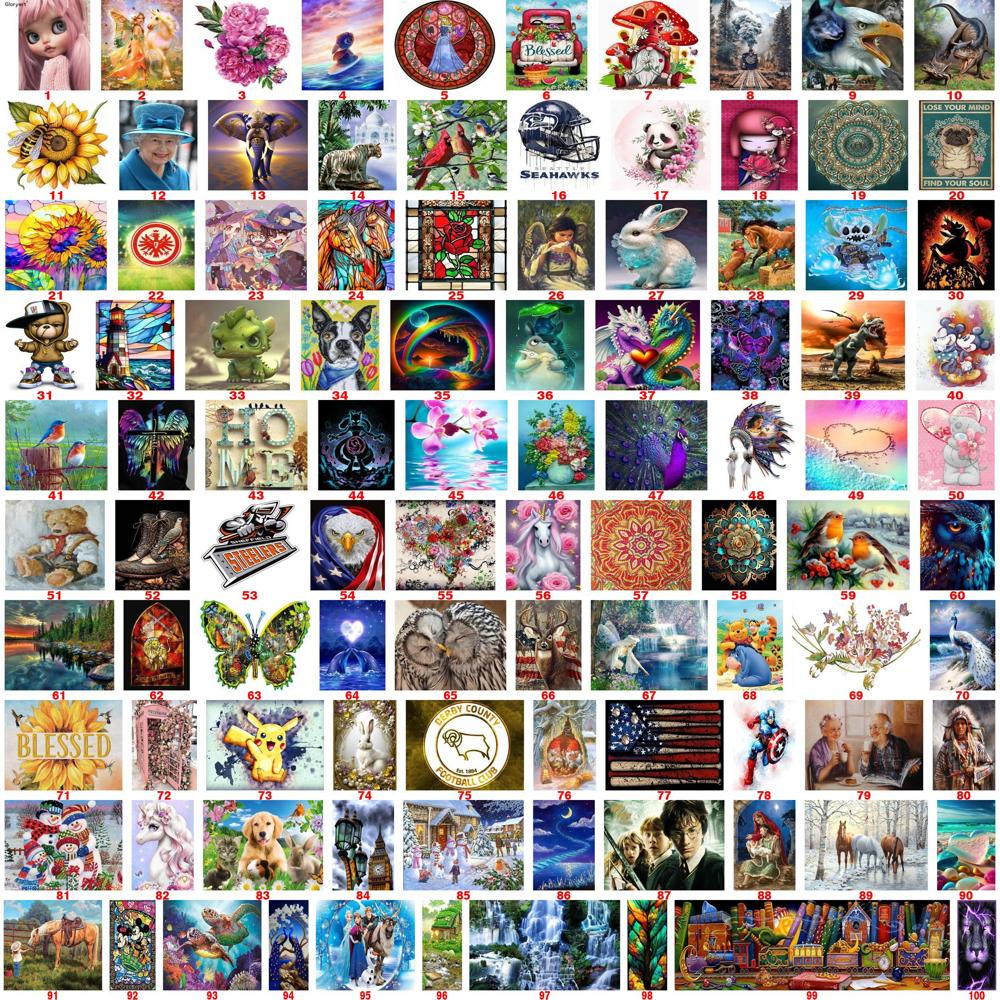 Gloryart
1 2 3 4 5 6 7 8 9 10
Blessed
11 12 13 14 15 16 17 18 19 20
SEATTLE
SEAHAWKS
LOSE YOUR MIND
FIND YOUR SOUL
21 22 23 24 25 26 27 28 29 30
31 32 33 34 35 36 37 38 39 40
HO
ME
41 42 43 44 45 46 47 48 49 50
SHEFFIELD
STEELERS
51 52 53 54 55 56 57 58 59 60
61 62 63 64 65 66 67 68 69 70
BLESSED
DERBY COUNTY
Est. 1884
FOOTBALL CLUB
71 72 73 74 75 76 77 78 79 80
81 82 83 84 85 86 87 88 89 90
91 92 93 94 95 96 97 98 99 100